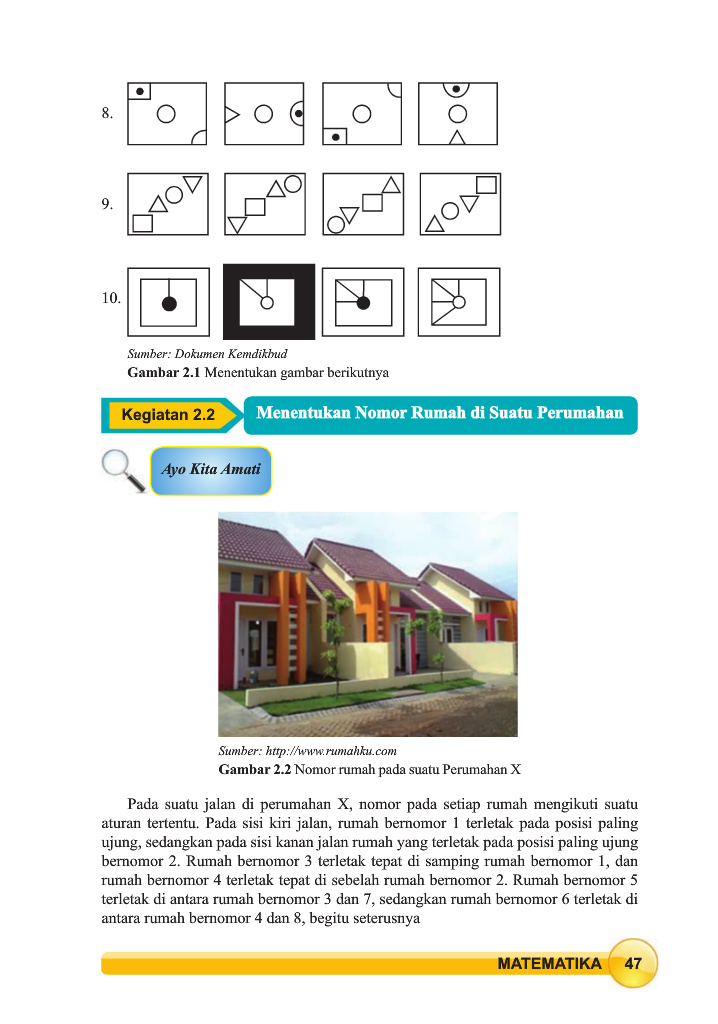 8.
9.
10.
Sumber: Dokumen Kemdikbud
Gambar 2.1 Menentukan gambar berikutnya
Kegiatan 2.2 Menentukan Nomor Rumah di Suatu Perumahan
Ayo Kita Amati
Sumber: http://www.rumahku.com
Gambar 2.2 Nomor rumah pada suatu Perumahan X
Pada suatu jalan di perumahan X, nomor pada setiap rumah mengikuti suatu
aturan tertentu. Pada sisi kiri jalan, rumah bernomor 1 terletak pada posisi paling
ujung, sedangkan pada sisi kanan jalan rumah yang terletak pada posisi paling ujung
bernomor 2. Rumah bernomor 3 terletak tepat di samping rumah bernomor 1, dan
rumah bernomor 4 terletak tepat di sebelah rumah bernomor 2. Rumah bernomor 5
terletak di antara rumah bernomor 3 dan 7, sedangkan rumah bernomor 6 terletak di
antara rumah bernomor 4 dan 8, begitu seterusnya
MATEMATIKA 47